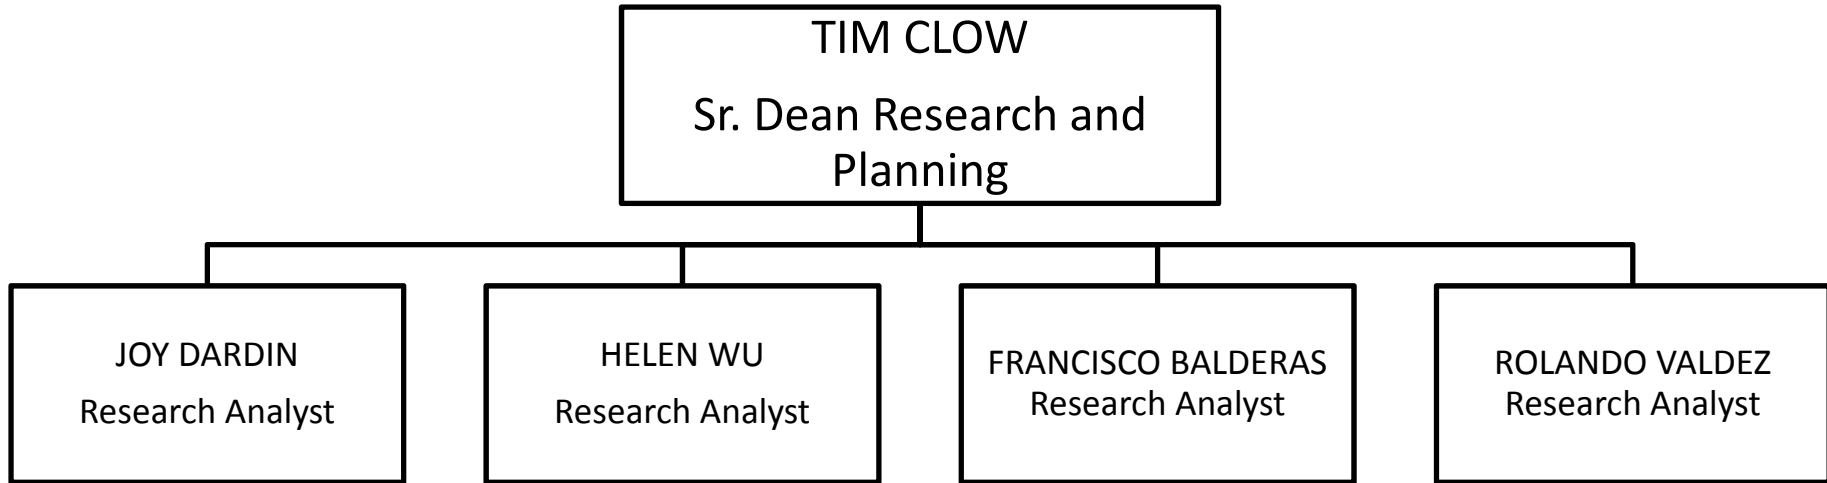 TIM CLOW
Sr. Dean Research and
Planning
JOY DARDIN
Research Analyst
HELEN WU
Research Analyst
FRANCISCO BALDERAS
Research Analyst
ROLANDO VALDEZ
Research Analyst